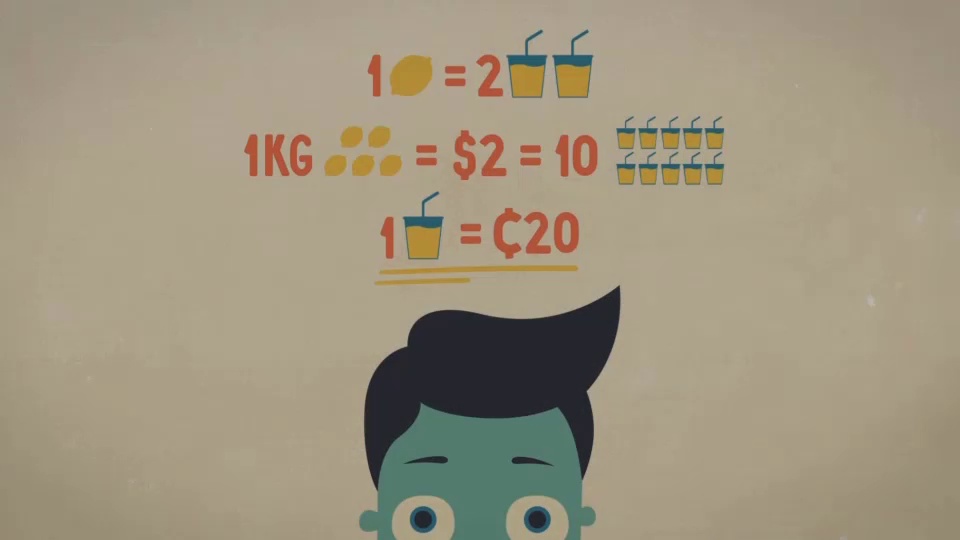 1 = 2
1KG = $2 = 10
1 = ₵20